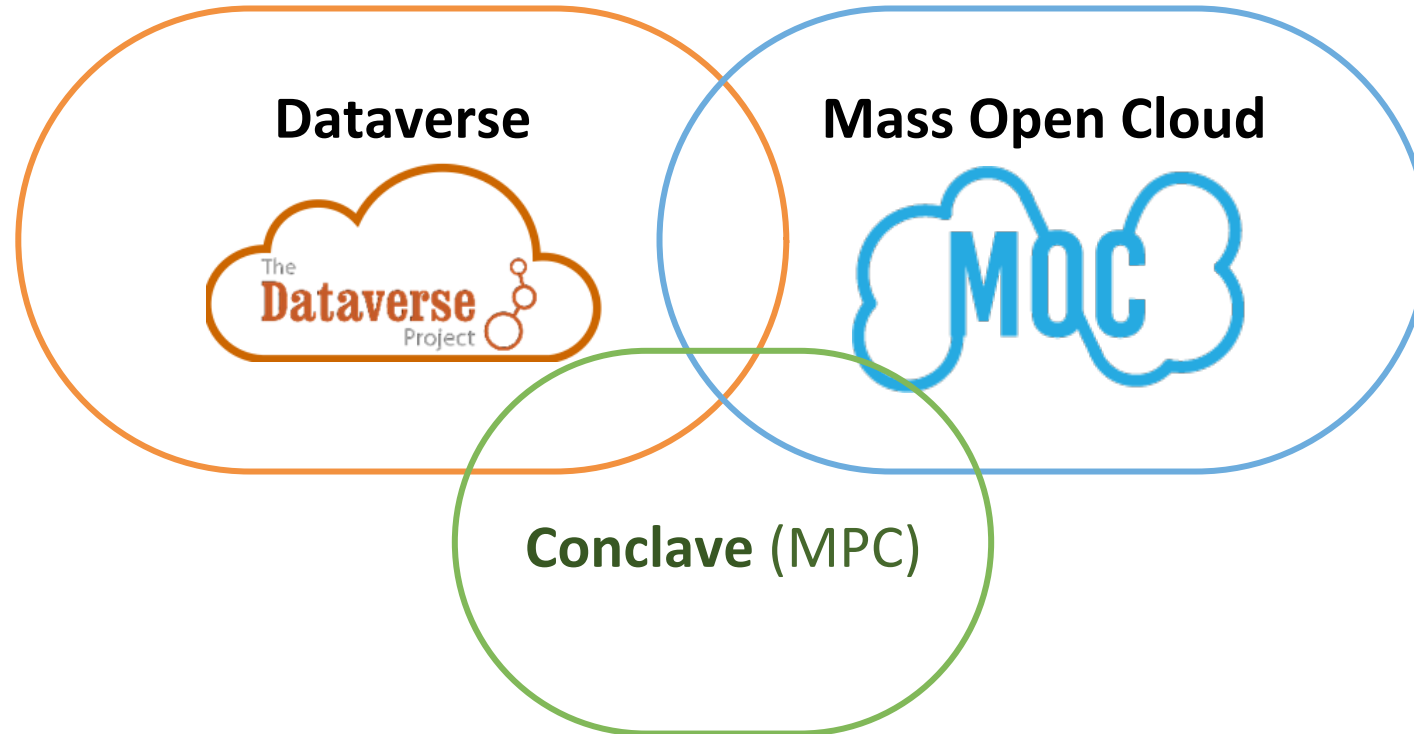 Dataverse
The
Dataverse
Project
Mass Open Cloud
MOC
Conclave (MPC)